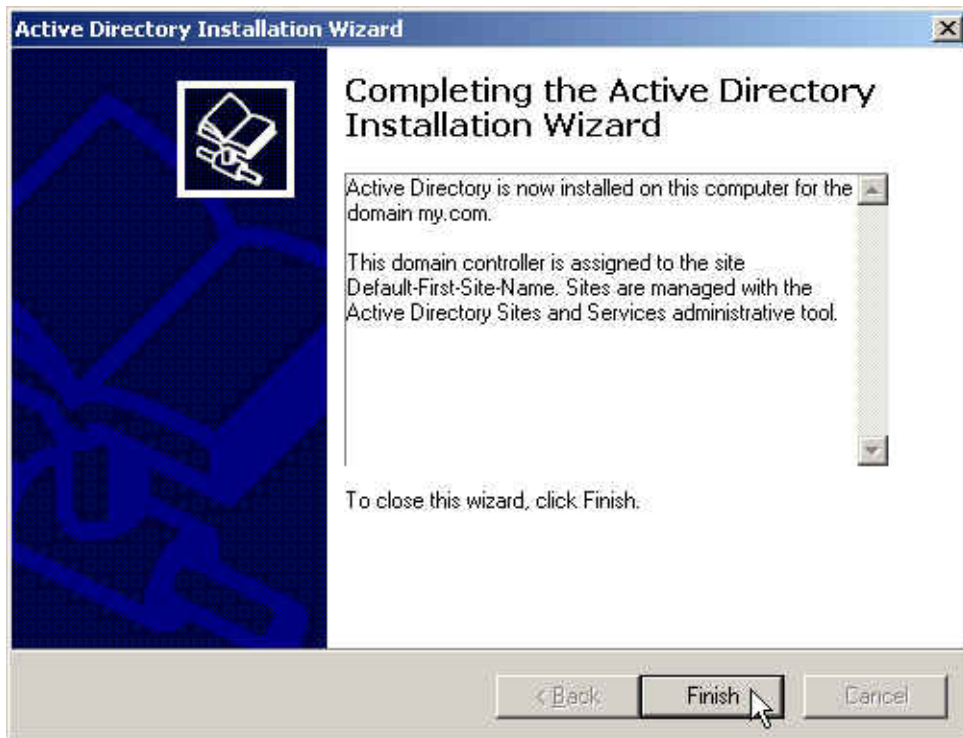 Active Directory Installation Wizard
Completing the Active Directory
Installation Wizard
Active Directory is now installed on this computer for the
domain my.com.
This domain controller is assigned to the site
Default-First-Site-Name. Sites are managed with the
Active Directory Sites and Services administrative tool.
To close this wizard, click Finish.
< Back
Finish
Cancel